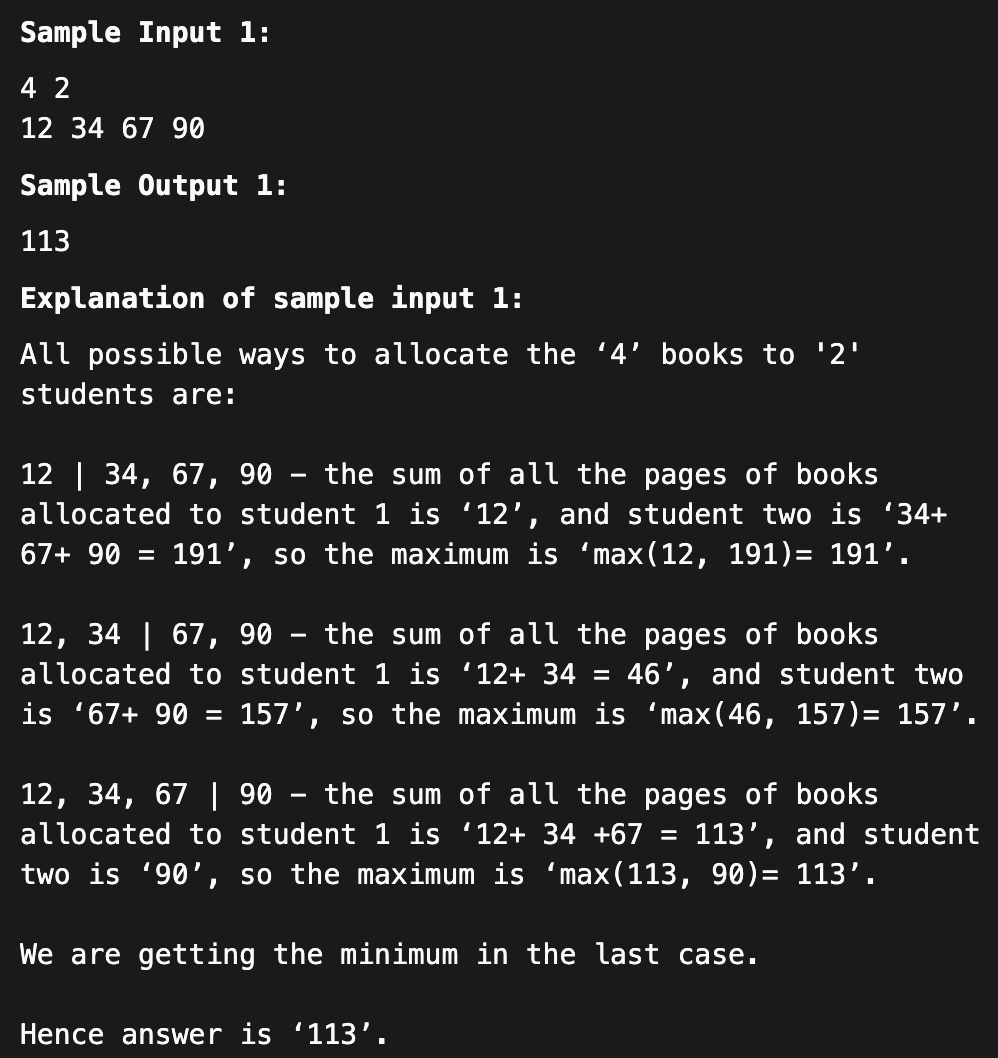 Sample Input 1:
4 2
12 34 67 90
Sample Output 1:
113
Explanation of sample input 1:
All possible ways to allocate the ‘4’ books to '2'
students are:
12 | 34, 67, 90 – the sum of all the pages of books
allocated to student 1 is ‘12’, and student two is ‘34+
67+ 90 = 191’, so the maximum is ‘max(12, 191)= 191’.
12, 34 | 67, 90 – the sum of all the pages of books
allocated to student 1 is ‘12+ 34 = 46’, and student two
is ‘67+ 90 = 157’, so the maximum is ‘max(46, 157)= 157’.
12, 34, 67 | 90 – the sum of all the pages of books
allocated to student 1 is ‘12+ 34 +67 = 113’, and student
two is ‘90’, so the maximum is ‘max(113, 90)= 113’.
We are getting the minimum in the last case.
Hence answer is ‘113’.